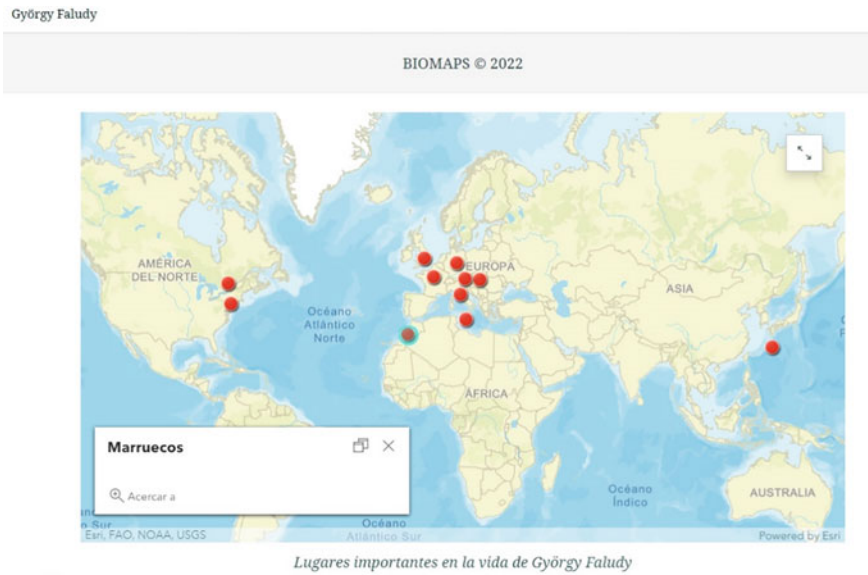 György Faludy
BIOMAPS © 2022
AMÉRICA
DEL NORTE
EUROPA
ASIA
Océano
Atlántico
Norte
ÁFRICA
Marruecos
Acercar a
Océano
Índico
AUSTRALIA
Océano
Atlántico Sur
Esri, FAO, NOAA, USGS
Powered by Esri
Lugares importantes en la vida de György Faludy